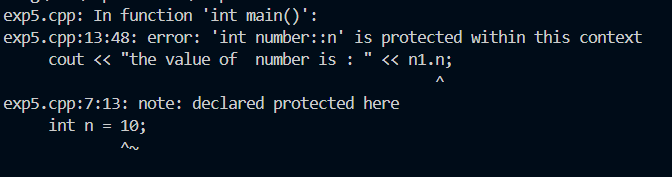 exp5.cpp: In function 'int main()':
exp5.cpp:13:48: error: 'int number::n' is protected within this context
cout << "the value of  number is : " << n1.n;
^
exp5.cpp:7:13: note: declared protected here
int n = 10;
^~